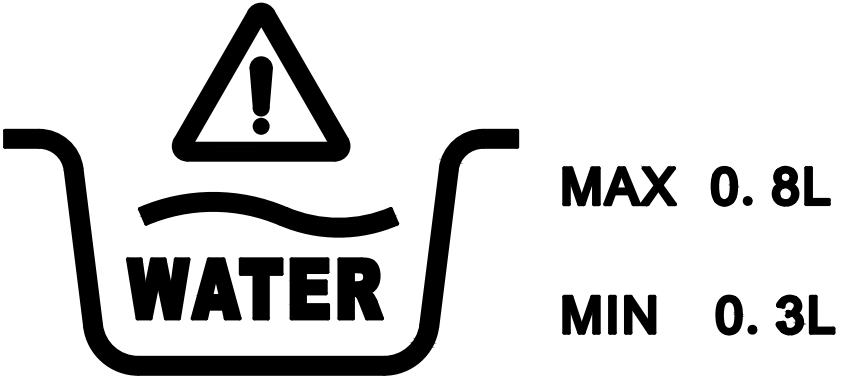 MAX 0. 8L
WATER
MIN 0. 3L